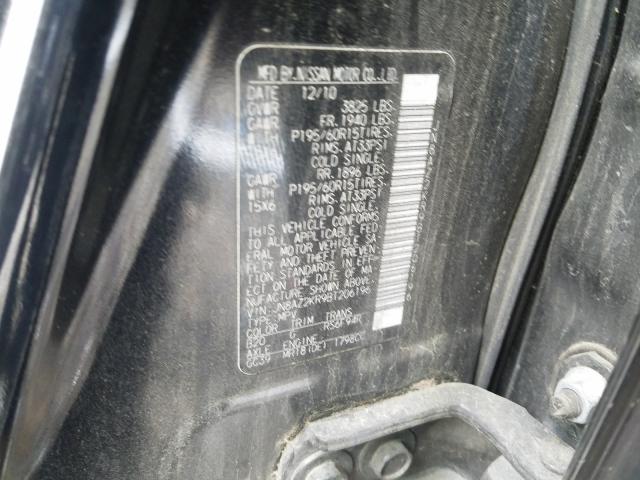 MFD BY NISSAN MOTOR CO.,LTD.
DATE 12/10
GVWR 3825 LBS.
GAWR FR. 1940 LBS.
P195/60R15TIRES.
RIMS. AT33PSI
COLD SINGLE.
GAWR RR. 1896 LBS.
WITH P195/60R15TIRES.
15X6 RIMS. AT33PSI
COLD SINGLE.
THIS VEHICLE CONFORMS
TO ALL APPLICABLE FED
ERAL MOTOR VEHICLE SA
FETY AND THEFT PREVEN
TION STANDARDS IN EFF-
ECT ON THE DATE OF MA
NUFACTURE SHOWN ABOVE.
VIN: JN8AZ2KR9BT206196
TYPE: MPV
COLOR TRIM TRANS
B20 G
AXLE ENGINE
GG39 MR18(DE) 1798CC